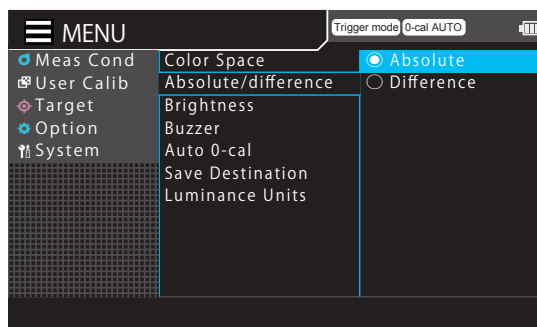 MENU
Trigger mode 0-cal AUTO
Meas Cond
User Calib
Target
Option
System
Color Space
Absolute/difference
Brightness
Buzzer
Auto 0-cal
Save Destination
Luminance Units
Absolute
Difference